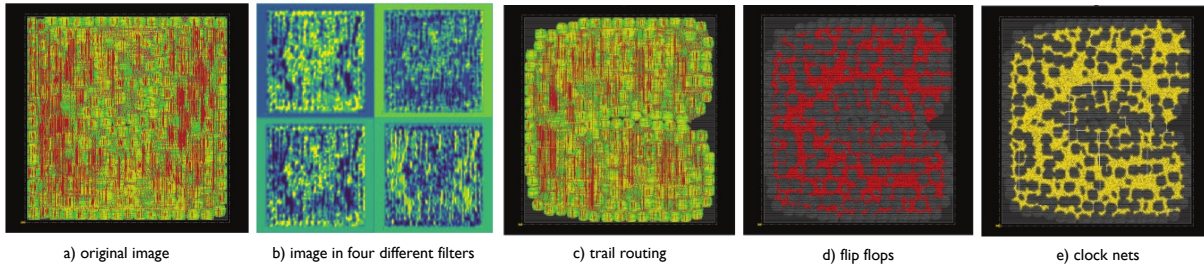 a) original image
b) image in four different filters
c) trail routing
d) flip flops
e) clock nets